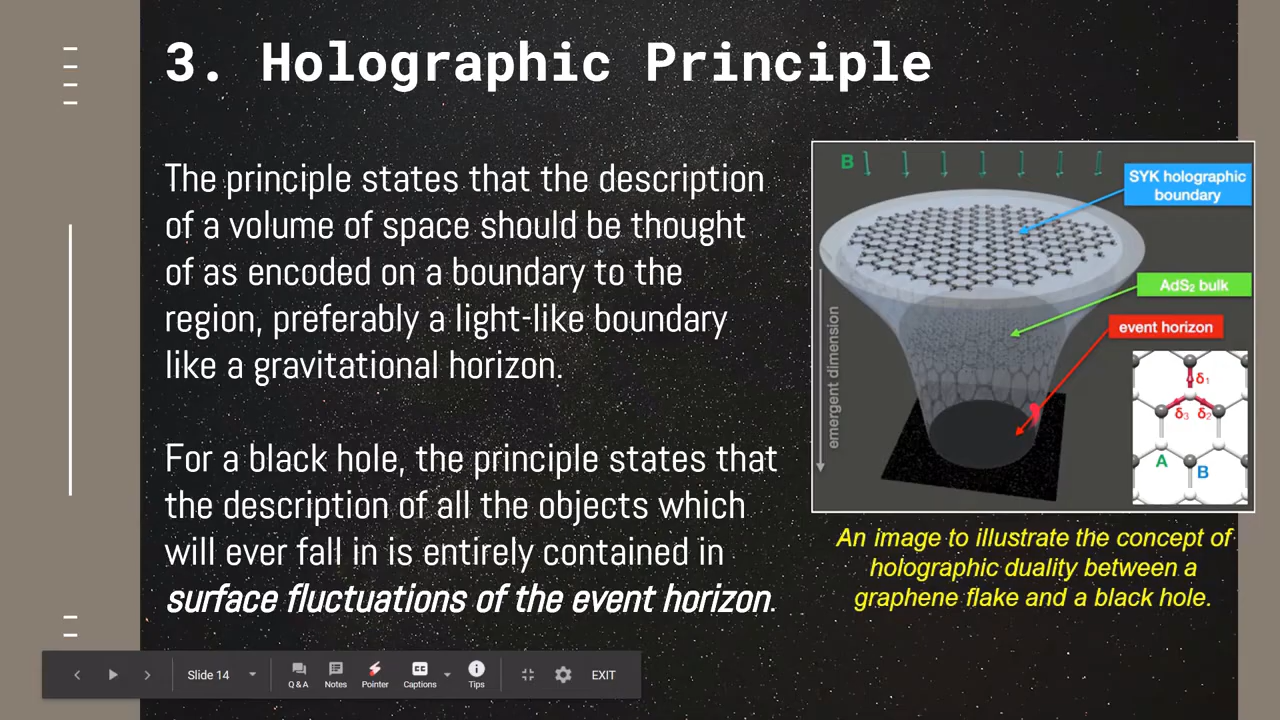 3. Holographic Principle
The principle states that the description
of a volume of space should be thought
of as encoded on a boundary to the
region, preferably a light-like boundary
like a gravitational horizon.
For a black hole, the principle states that
the description of all the objects which
will ever fall in is entirely contained in
surface fluctuations of the event horizon.
B
SYK holographic
boundary
AdS₂ bulk
event horizon
emergent dimension
δ₁
δ₃ δ₂
A
B
An image to illustrate the concept of
holographic duality between a
graphene flake and a black hole.
Slide 14
Q & A
Notes
Pointer
CC
Captions
Tips
EXIT